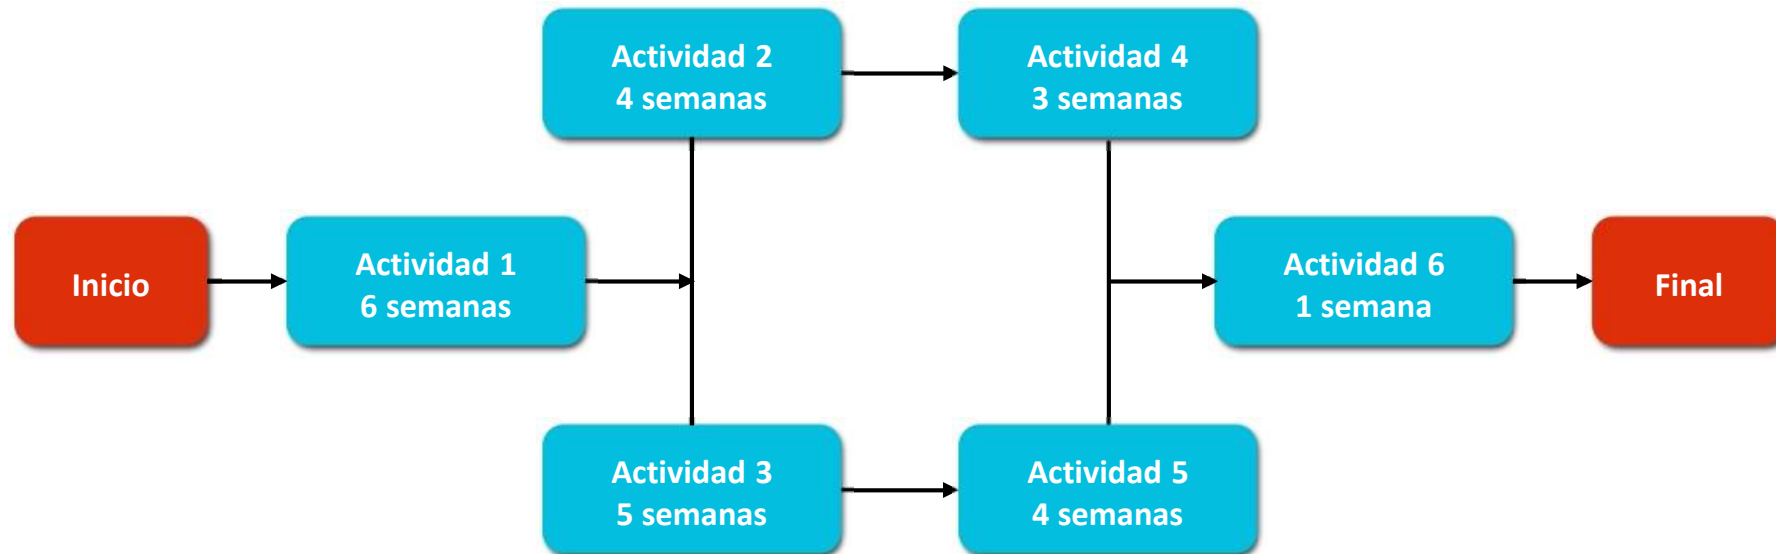 Actividad 2
4 semanas
Actividad 4
3 semanas
Inicio
Actividad 1
6 semanas
Actividad 6
1 semana
Final
Actividad 3
5 semanas
Actividad 5
4 semanas